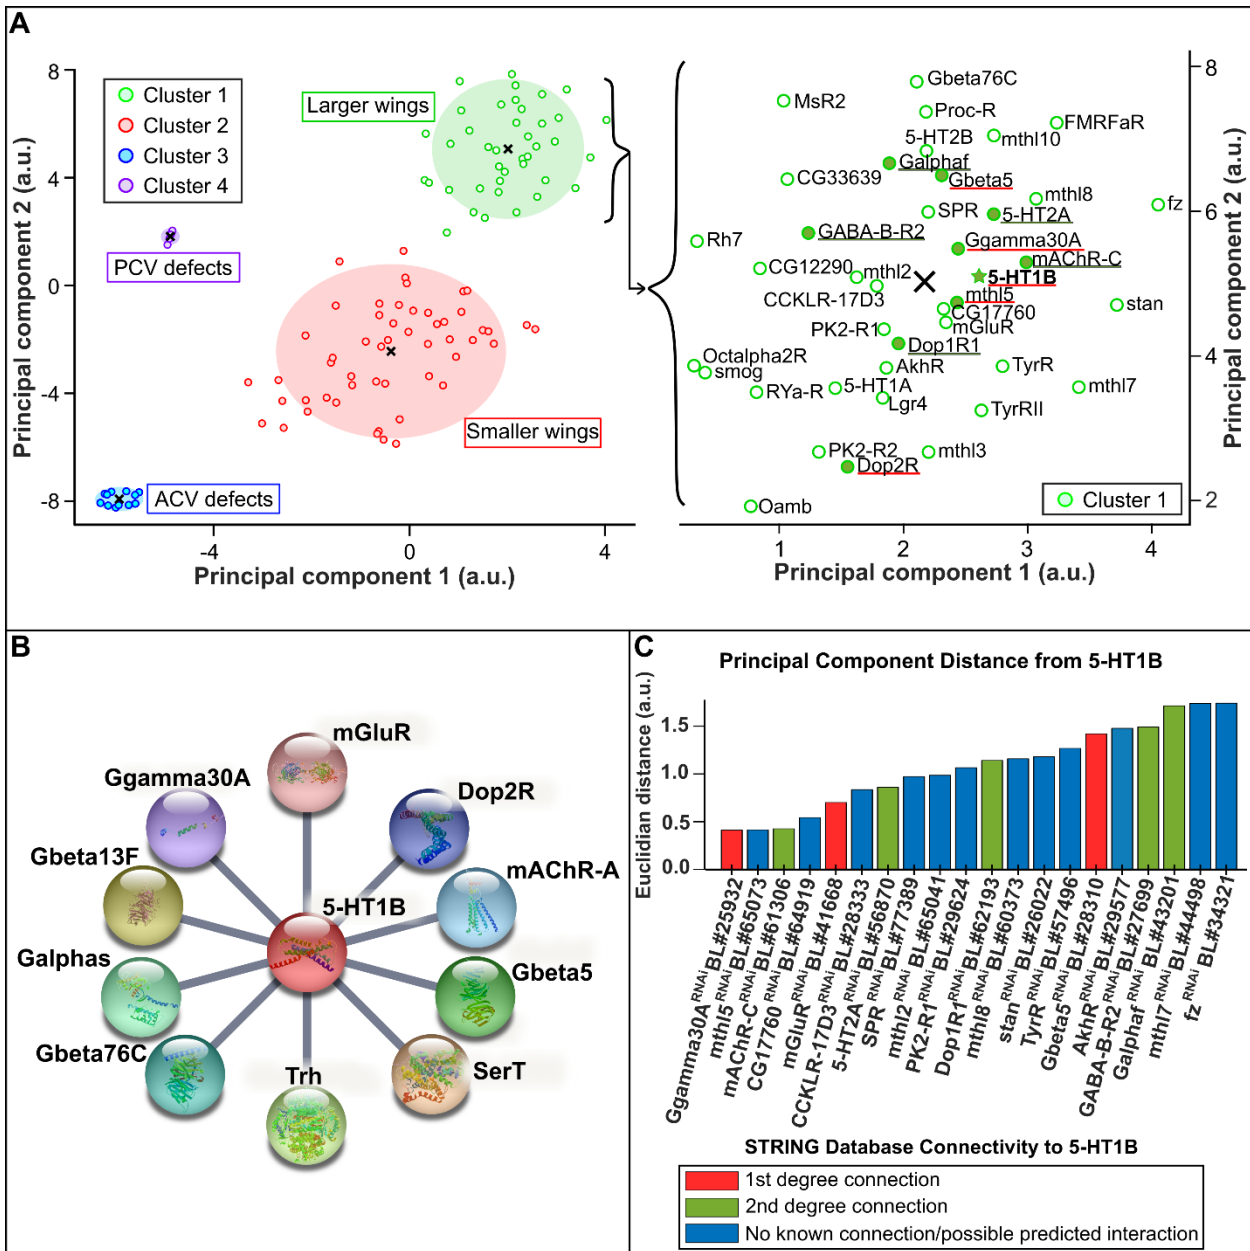 A
8
4
0
-4
-8
Principal component 2 (a.u.)
Cluster 1
Cluster 2
Cluster 3
Cluster 4
Larger wings
PCV defects
Smaller wings
ACV defects
-4
0
4
Principal component 1 (a.u.)
Gbeta76C
MsR2
Proc-R
FMRFaR
5-HT2B
mthl10
Galphaf
Gbeta5
CG33639
mthl8
fz
SPR
5-HT2A
GABA-B-R2
Rh7
Ggamma30A
mAChR-C
CG12290
mthl2
5-HT1B
CCKLR-17D3
mthl5
stan
CG17760
PK2-R1
mGluR
Dop1R1
Octalpha2R
smog
AkhR
TyrR
RYa-R
5-HT1A
mthl7
Lgr4
TyrRII
PK2-R2
mthl3
Dop2R
Oamb
Cluster 1
8
6
4
2
Principal component 2 (a.u.)
1
2
3
4
Principal component 1 (a.u.)
B
mGluR
Ggamma30A
Dop2R
Gbeta13F
mAChR-A
5-HT1B
Galphas
Gbeta5
Gbeta76C
SerT
Trh
C
Principal Component Distance from 5-HT1B
Euclidian distance (a.u.)
1.5
1.0
0.5
0.0
Ggamma30A RNAi BL#25932
mthl5 RNAi BL#65073
mAChR-C RNAi BL#61306
CG17760 RNAi BL#64919
mGluR RNAi BL#41668
CCKLR-17D3 RNAi BL#28333
5-HT2A RNAi BL#56870
SPR RNAi BL#77389
mthl2 RNAi BL#65041
PK2-R1 RNAi BL#29624
Dop1R1 RNAi BL#62193
mthl8 RNAi BL#60373
stan RNAi BL#26022
TyrR RNAi BL#57496
Gbeta5 RNAi BL#28310
AkhR RNAi BL#29577
GABA-B-R2 RNAi BL#27699
Galphaf RNAi BL#43201
mthl7 RNAi BL#44498
fz RNAi BL#34321
STRING Database Connectivity to 5-HT1B
1st degree connection
2nd degree connection
No known connection/possible predicted interaction